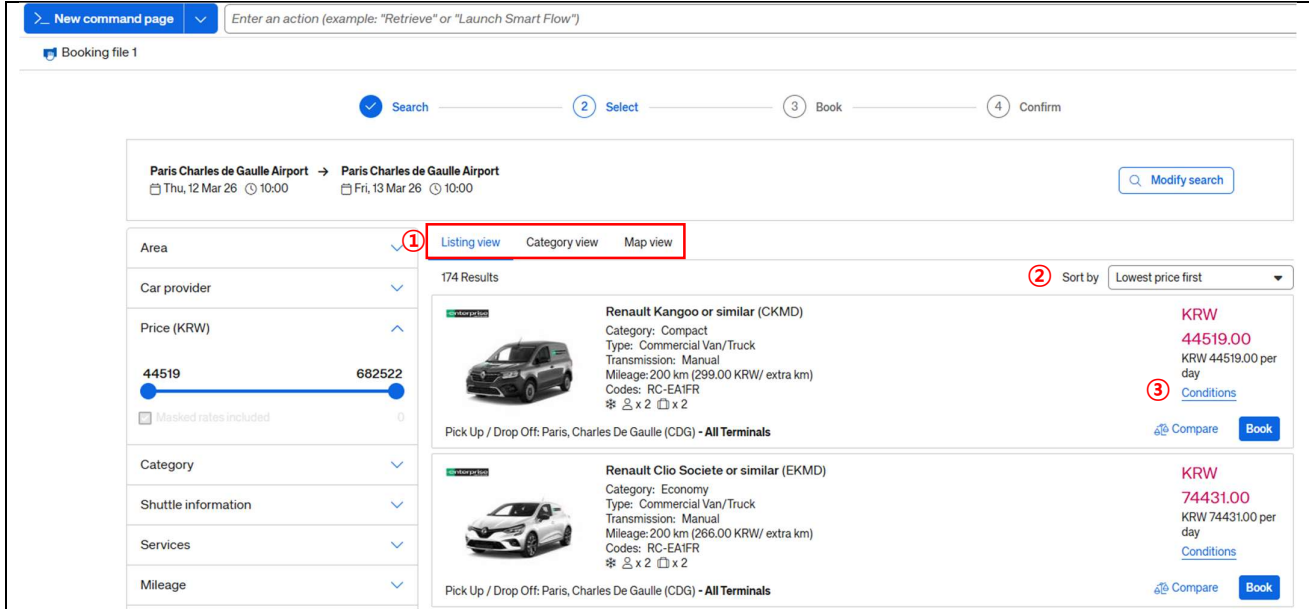 New command page
Enter an action (example: "Retrieve" or "Launch Smart Flow")
Booking file 1
Search
2 Select
3 Book
4 Confirm
Paris Charles de Gaulle Airport → Paris Charles de Gaulle Airport
Thu, 12 Mar 26 10:00 Fri, 13 Mar 26 10:00
Modify search
Area
Car provider
Price (KRW)
44519 682522
Masked rates included 0
Category
Shuttle information
Services
Mileage
① Listing view Category view Map view
174 Results
② Sort by Lowest price first
enterprise
Renault Kangoo or similar (CKMD)
Category: Compact
Type: Commercial Van/Truck
Transmission: Manual
Mileage: 200 km (299.00 KRW/ extra km)
Codes: RC-EA1FR
x 2 x 2
Pick Up / Drop Off: Paris, Charles De Gaulle (CDG) - All Terminals
KRW
44519.00
KRW 44519.00 per
day
③ Conditions
Compare Book
enterprise
Renault Clio Societe or similar (EKMD)
Category: Economy
Type: Commercial Van/Truck
Transmission: Manual
Mileage: 200 km (266.00 KRW/ extra km)
Codes: RC-EA1FR
x 2 x 2
Pick Up / Drop Off: Paris, Charles De Gaulle (CDG) - All Terminals
KRW
74431.00
KRW 74431.00 per
day
Conditions
Compare Book